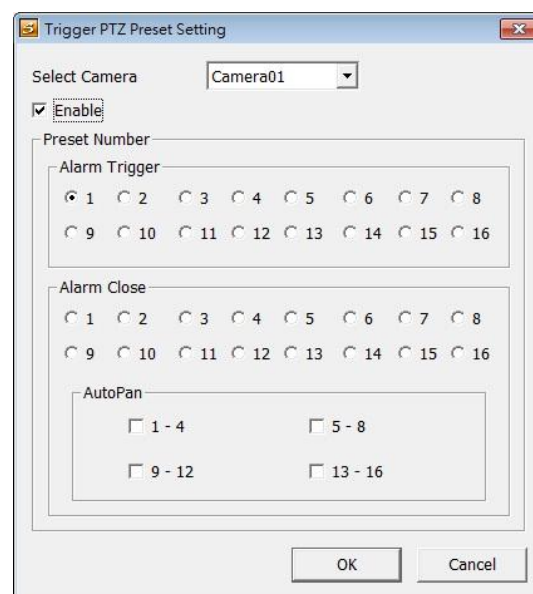 Trigger PTZ Preset Setting
Select Camera Camera01
Enable
Preset Number
Alarm Trigger
1 2 3 4 5 6 7 8
9 10 11 12 13 14 15 16
Alarm Close
1 2 3 4 5 6 7 8
9 10 11 12 13 14 15 16
AutoPan
1 - 4 5 - 8
9 - 12 13 - 16
OK Cancel